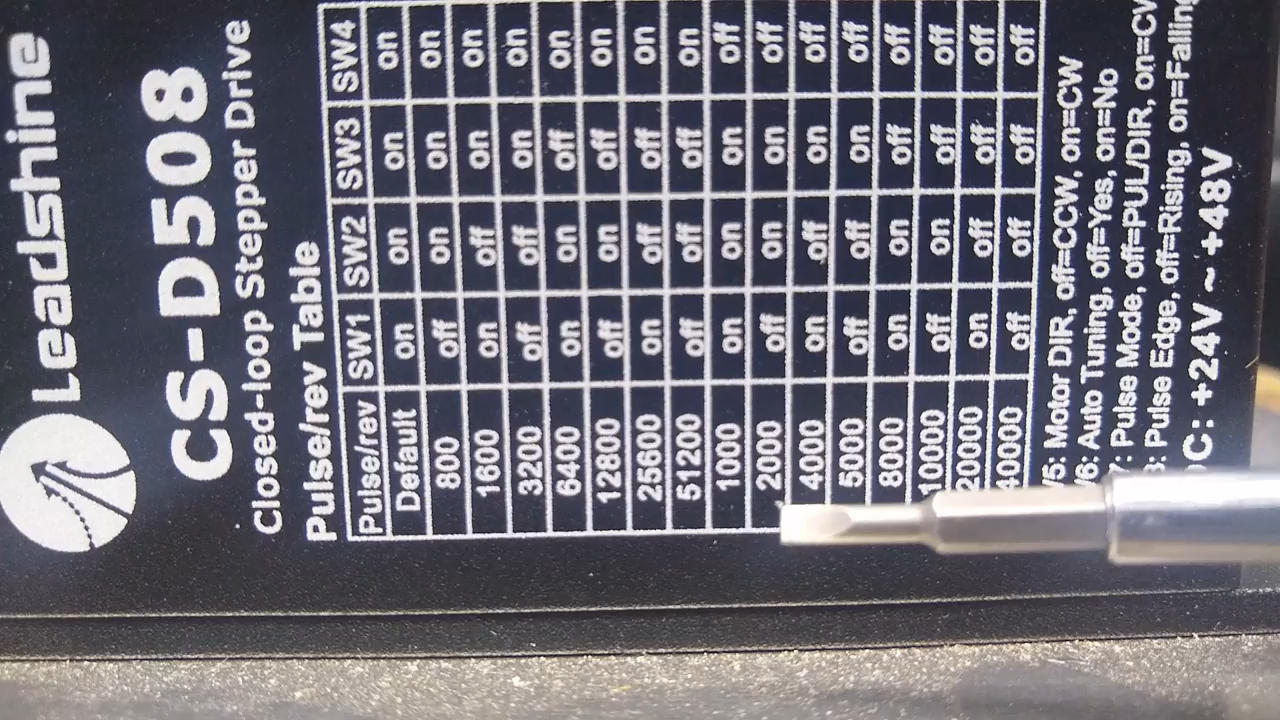 Leadshine
CS-D508
Closed-loop Stepper Drive
Pulse/rev Table
Pulse/rev SW1 SW2 SW3 SW4
Default on on on on
800 off on on on
1600 on off on on
3200 off off on on
6400 on on off on
12800 off on off on
25600 on off off on
51200 off off off on
1000 on on on off
2000 off on on off
4000 on off on off
5000 off off on off
8000 on on off off
10000 off on off off
20000 on off off off
40000 off off off off
Motor DIR, off=CCW, on=CW
Auto Tuning, off=Yes, on=No
Pulse Mode, off=PUL/DIR, on=CW
Pulse Edge, off=Rising, on=Falling
+24V ~ +48V